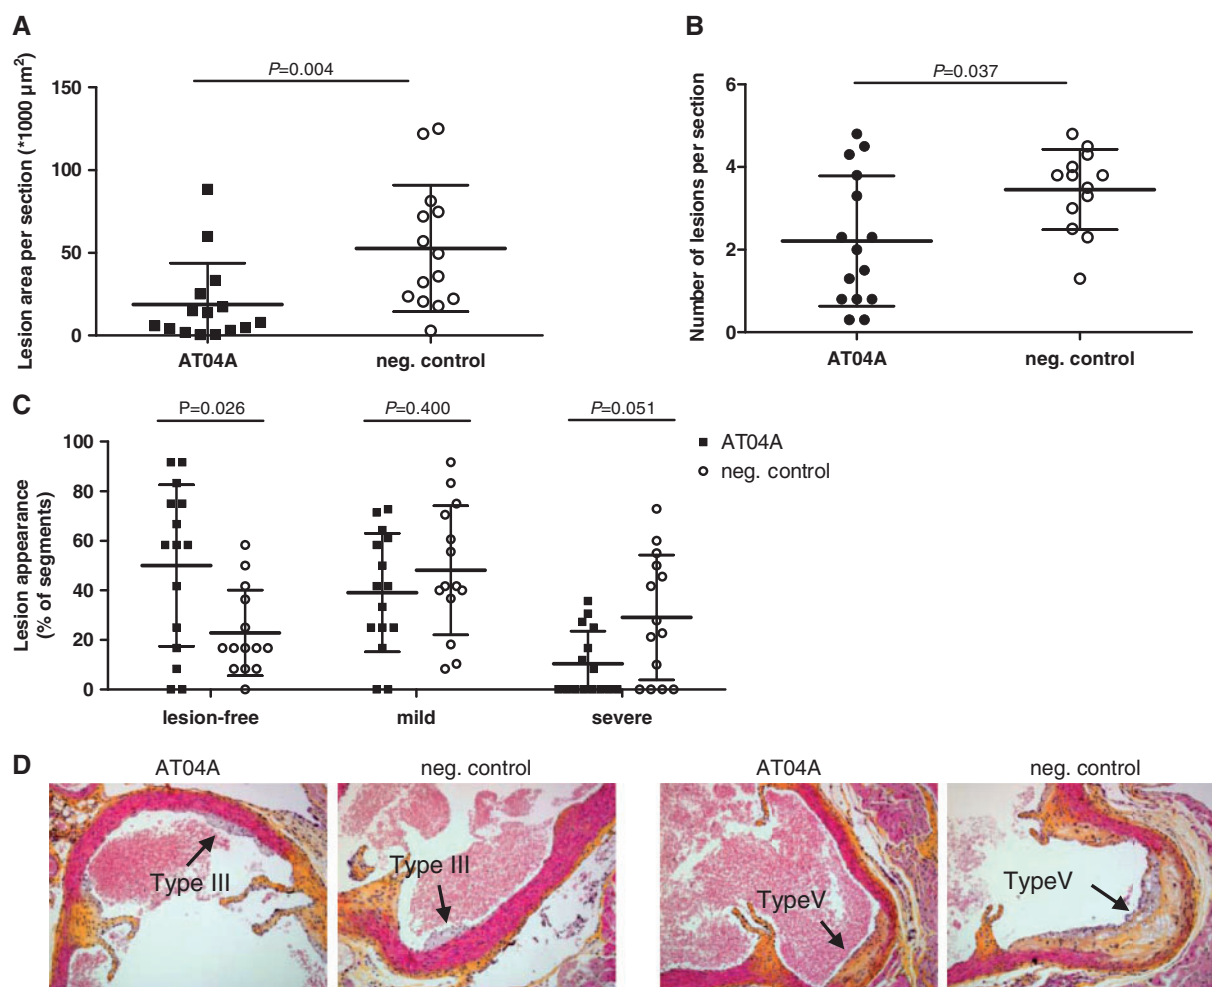 A
P=0.004
Lesion area per section (*1000 μm²)
150
100
50
0
AT04A
neg. control
B
P=0.037
Number of lesions per section
6
4
2
0
AT04A
neg. control
C
P=0.026
P=0.400
P=0.051
Lesion appearance
(% of segments)
100
80
60
40
20
0
lesion-free
mild
severe
AT04A
neg. control
D
AT04A
neg. control
AT04A
neg. control
Type III
Type III
TypeV
TypeV